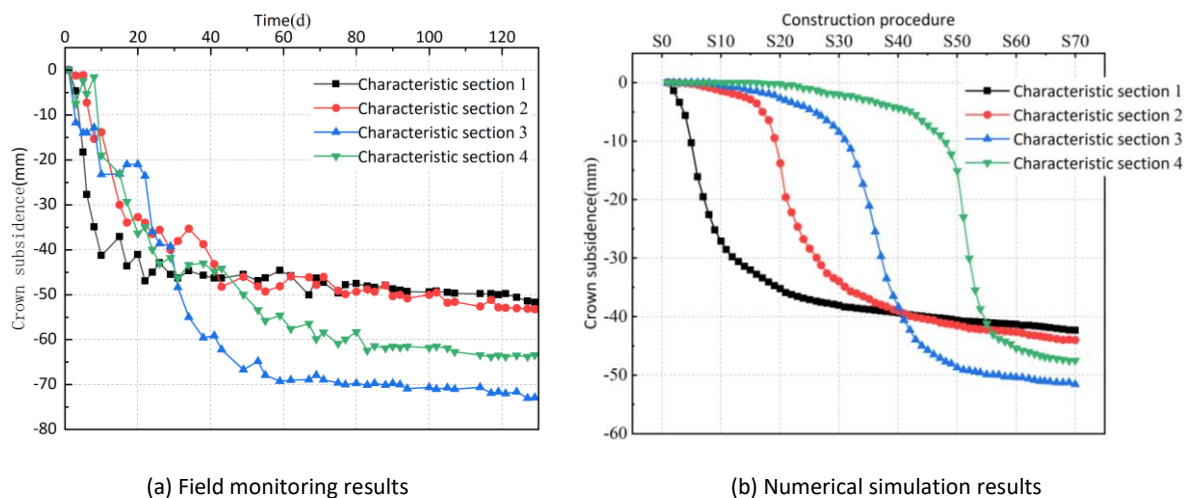 Time(d)
0 20 40 60 80 100 120
0
-10
-20
-30
-40
-50
-60
-70
-80
Crown subsidence(mm)
Characteristic section 1
Characteristic section 2
Characteristic section 3
Characteristic section 4
(a) Field monitoring results
Construction procedure
S0 S10 S20 S30 S40 S50 S60 S70
0
-10
-20
-30
-40
-50
-60
Crown subsidence(mm)
Characteristic section 1
Characteristic section 2
Characteristic section 3
Characteristic section 4
(b) Numerical simulation results